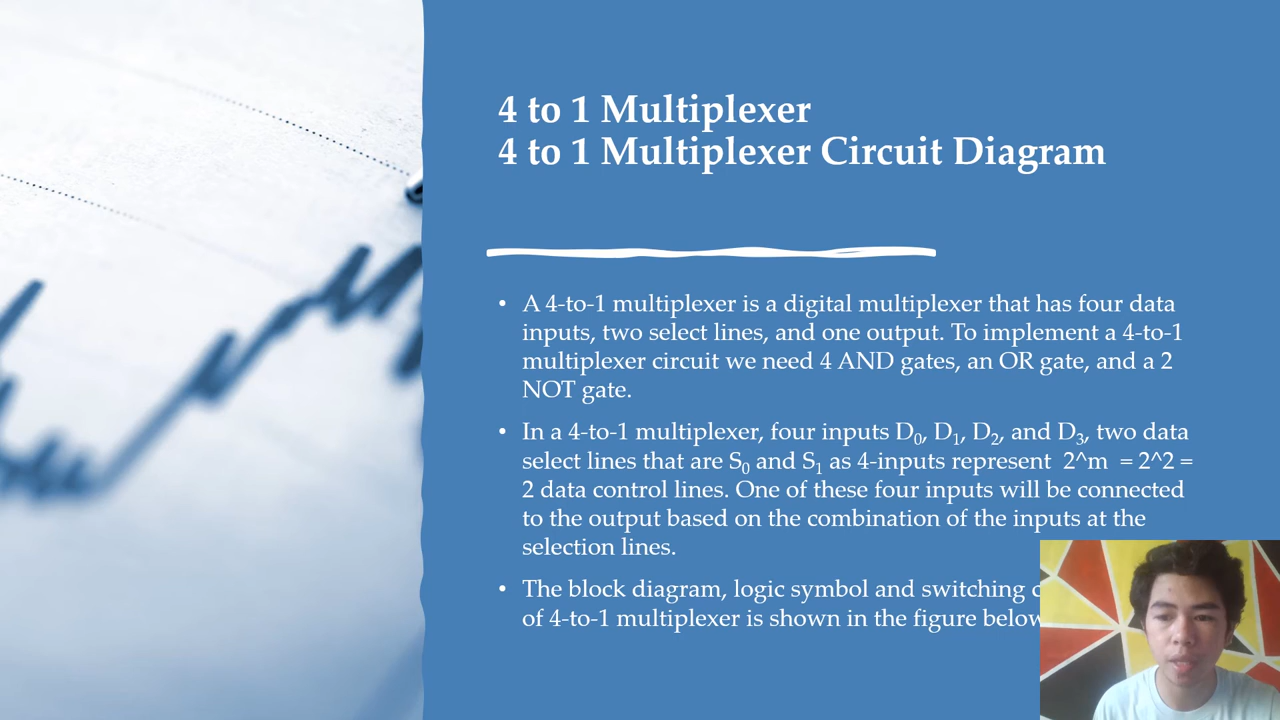 4 to 1 Multiplexer
4 to 1 Multiplexer Circuit Diagram
• A 4-to-1 multiplexer is a digital multiplexer that has four data
inputs, two select lines, and one output. To implement a 4-to-1
multiplexer circuit we need 4 AND gates, an OR gate, and a 2
NOT gate.
• In a 4-to-1 multiplexer, four inputs D₀, D₁, D₂, and D₃, two data
select lines that are S₀ and S₁ as 4-inputs represent 2^m = 2^2 =
2 data control lines. One of these four inputs will be connected
to the output based on the combination of the inputs at the
selection lines.
• The block diagram, logic symbol and switching
of 4-to-1 multiplexer is shown in the figure below